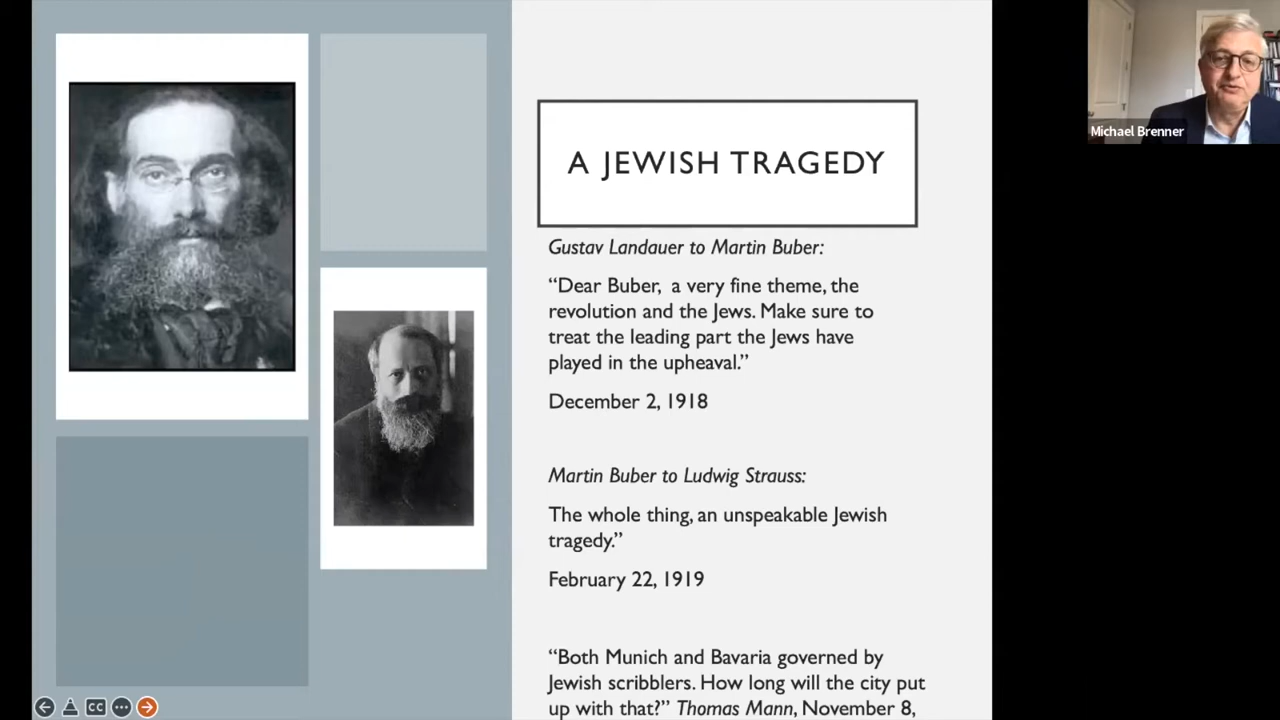 A JEWISH TRAGEDY
Gustav Landauer to Martin Buber:
“Dear Buber, a very fine theme, the
revolution and the Jews. Make sure to
treat the leading part the Jews have
played in the upheaval.”
December 2, 1918
Martin Buber to Ludwig Strauss:
The whole thing, an unspeakable Jewish
tragedy.”
February 22, 1919
“Both Munich and Bavaria governed by
Jewish scribblers. How long will the city put
up with that?” Thomas Mann, November 8,
Michael Brenner
CC